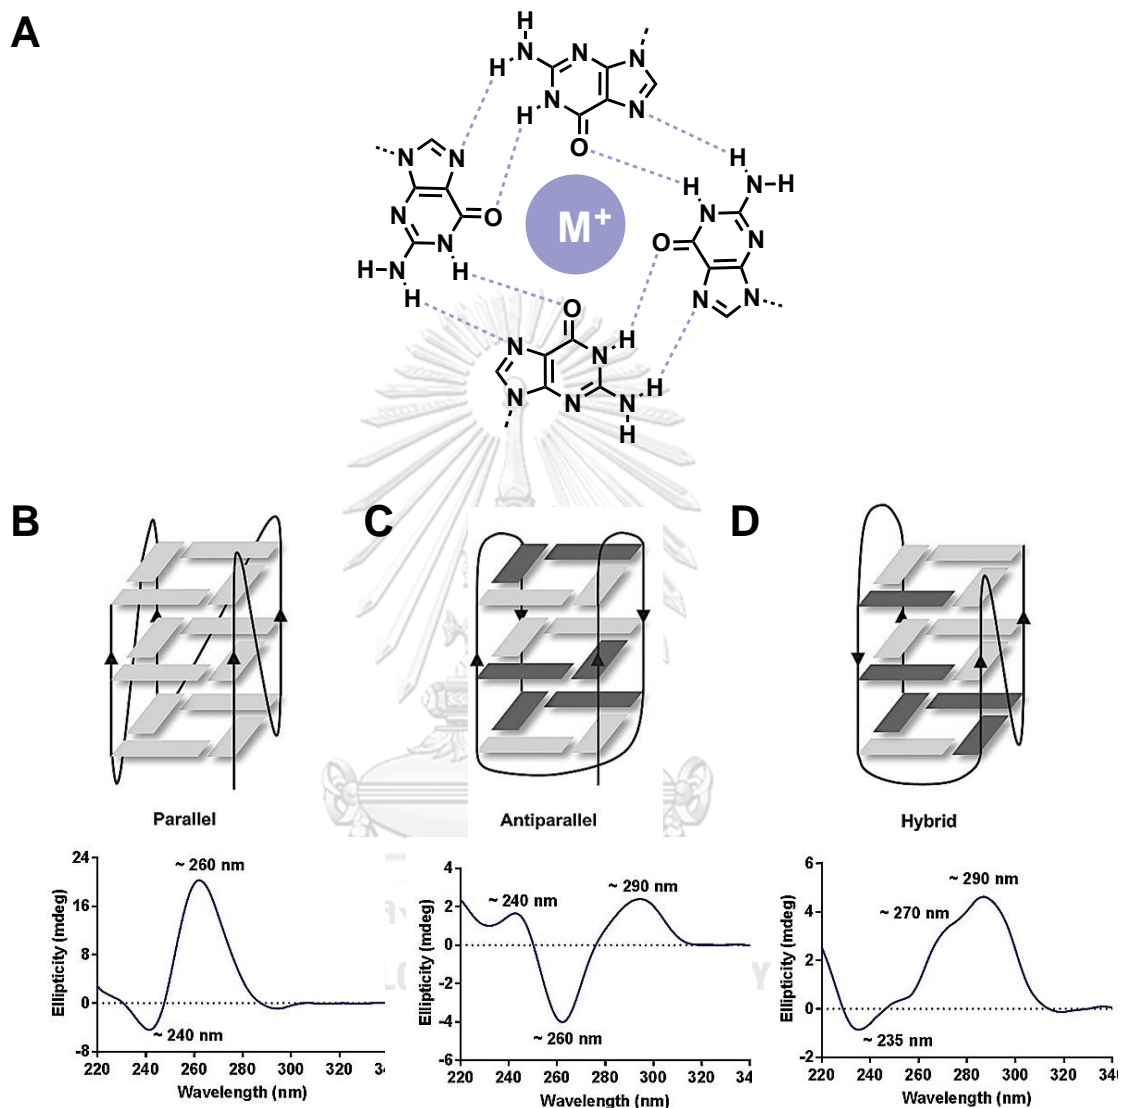 A
H
H N N N
H N N
O
H
N N
H
N H
H
N O
N
N N
M⁺
O
N
H N
H
N N
O
H
N N
H
N H
N
N
H
B
C
D
Parallel
Antiparallel
Hybrid
24
16
8
0
-8
Ellipticity (mdeg)
~ 260 nm
~ 240 nm
220 240 260 280 300 320
Wavelength (nm)
4
2
0
-2
-4
-6
Ellipticity (mdeg)
~ 240 nm
~ 290 nm
~ 260 nm
220 240 260 280 300 320 34
Wavelength (nm)
6
4
2
0
-2
Ellipticity (mdeg)
~ 290 nm
~ 270 nm
~ 235 nm
220 240 260 280 300 320
Wavelength (nm)